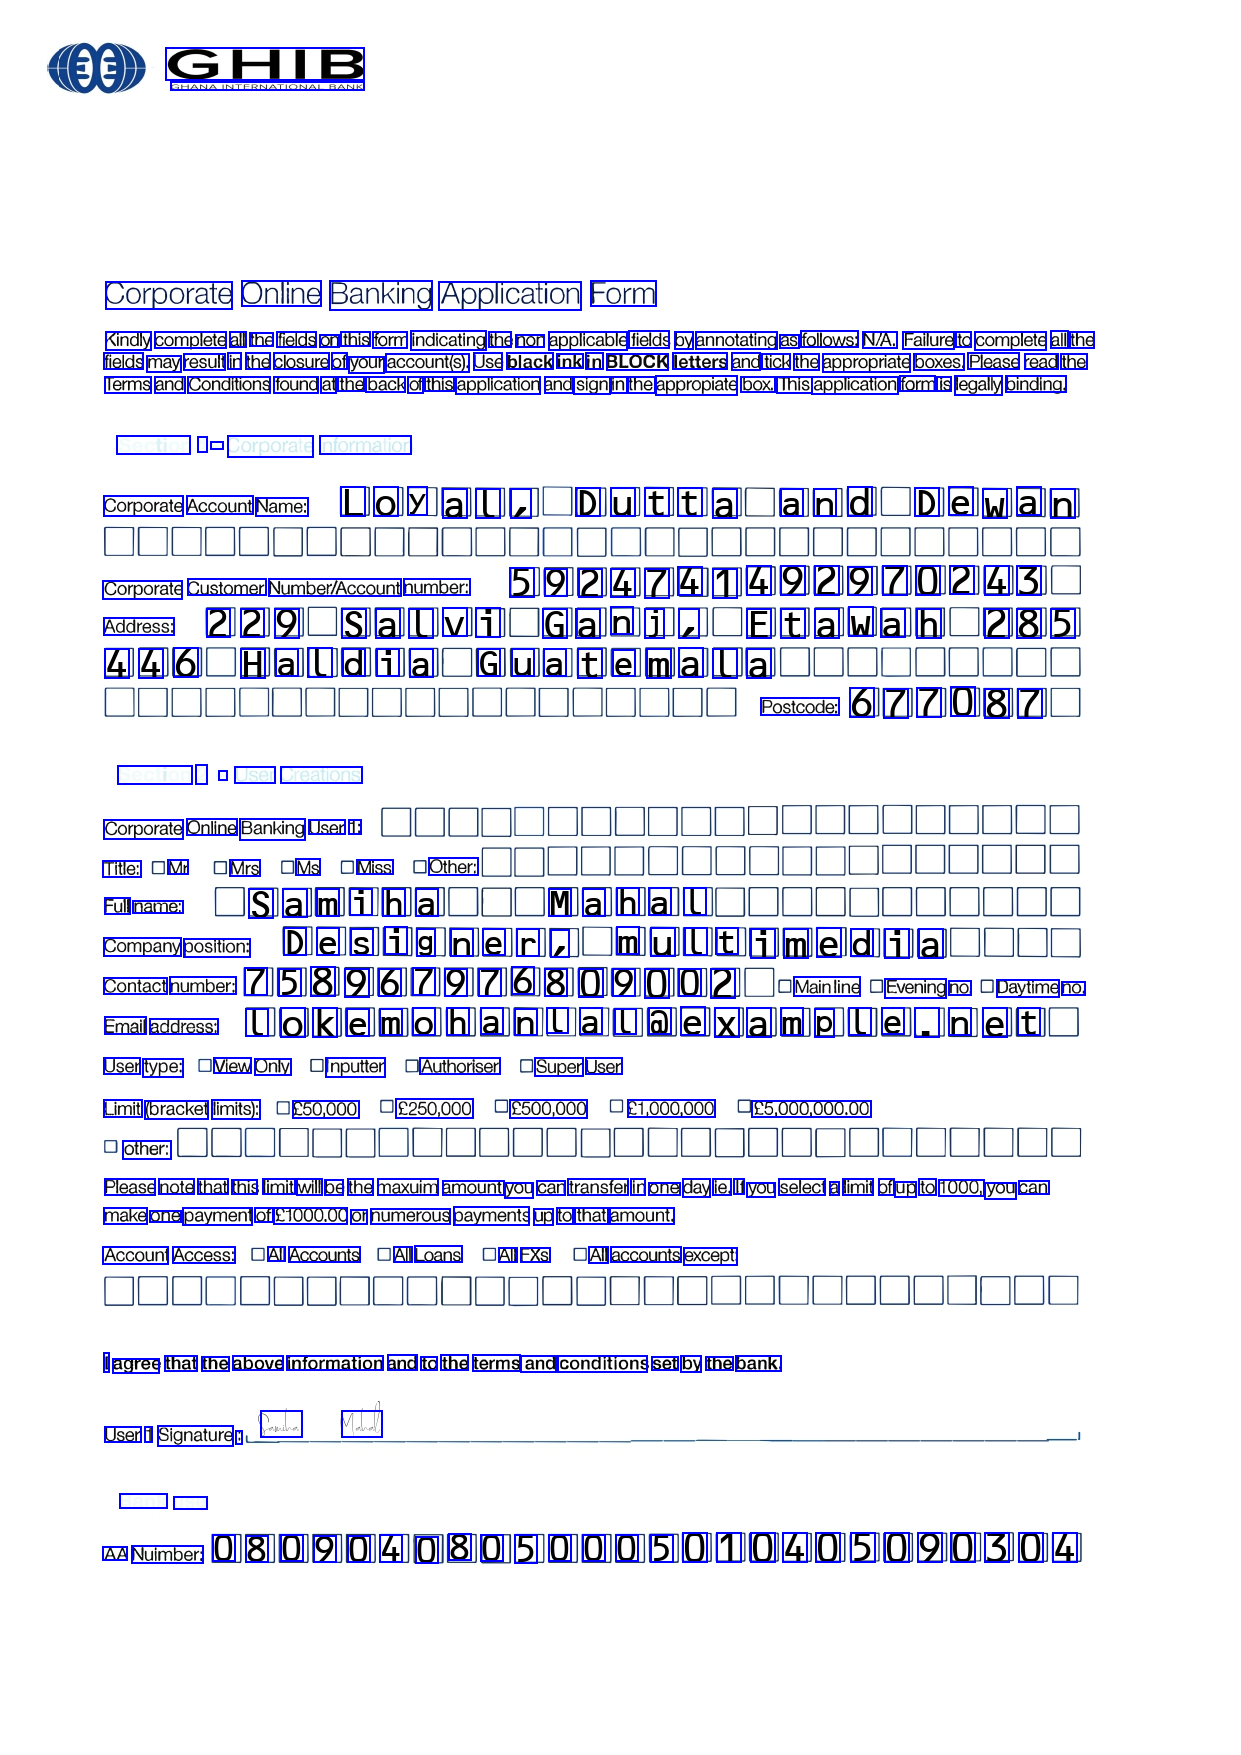 GHIB
GHANA INTERNATIONAL BANK
Corporate Online Banking Application Form
Kindly complete all the fields on this form indicating the non applicable fields by annotating as follows: N/A. Failure to complete all the
fields may result in the closure of your account(s). Use black ink in BLOCK letters and tick the appropriate boxes. Please read the
Terms and Conditions found at the back of this application and sign in the appropiate box. This application form is legally binding.
Corporate Information
Corporate Account Name: Loyal, Dutta and Dewan
Corporate Customer Number/Account number: 5924741492970243
Address: 229 Salvi Ganj, Etawah 285
446 Haldia Guatemala
Postcode: 677087
Section - User Creations
Corporate Online Banking User 1:
Title: Mr Mrs Ms Miss Other:
Full name: Samiha Mahal
Company position: Designer, multimedia
Contact number: 758967976809002 Main line Evening no. Daytime no.
Email address: lokemohanlal@example.net
User type: View Only Inputter Authoriser Super User
Limit (bracket limits): £50,000 £250,000 £500,000 £1,000,000 £5,000,000.00
other:
Please note that this limit will be the maxuim amount you can transfer in one day ie. If you select a limit of up to 1000, you can
make one payment of £1000.00 or numerous payments up to that amount.
Account Access: All Accounts All Loans All FXs All accounts except
I agree that the above information and to the terms and conditions set by the bank.
User 1 Signature : Samiha Mahal
AA Nuimber: 08090408050005010405090304